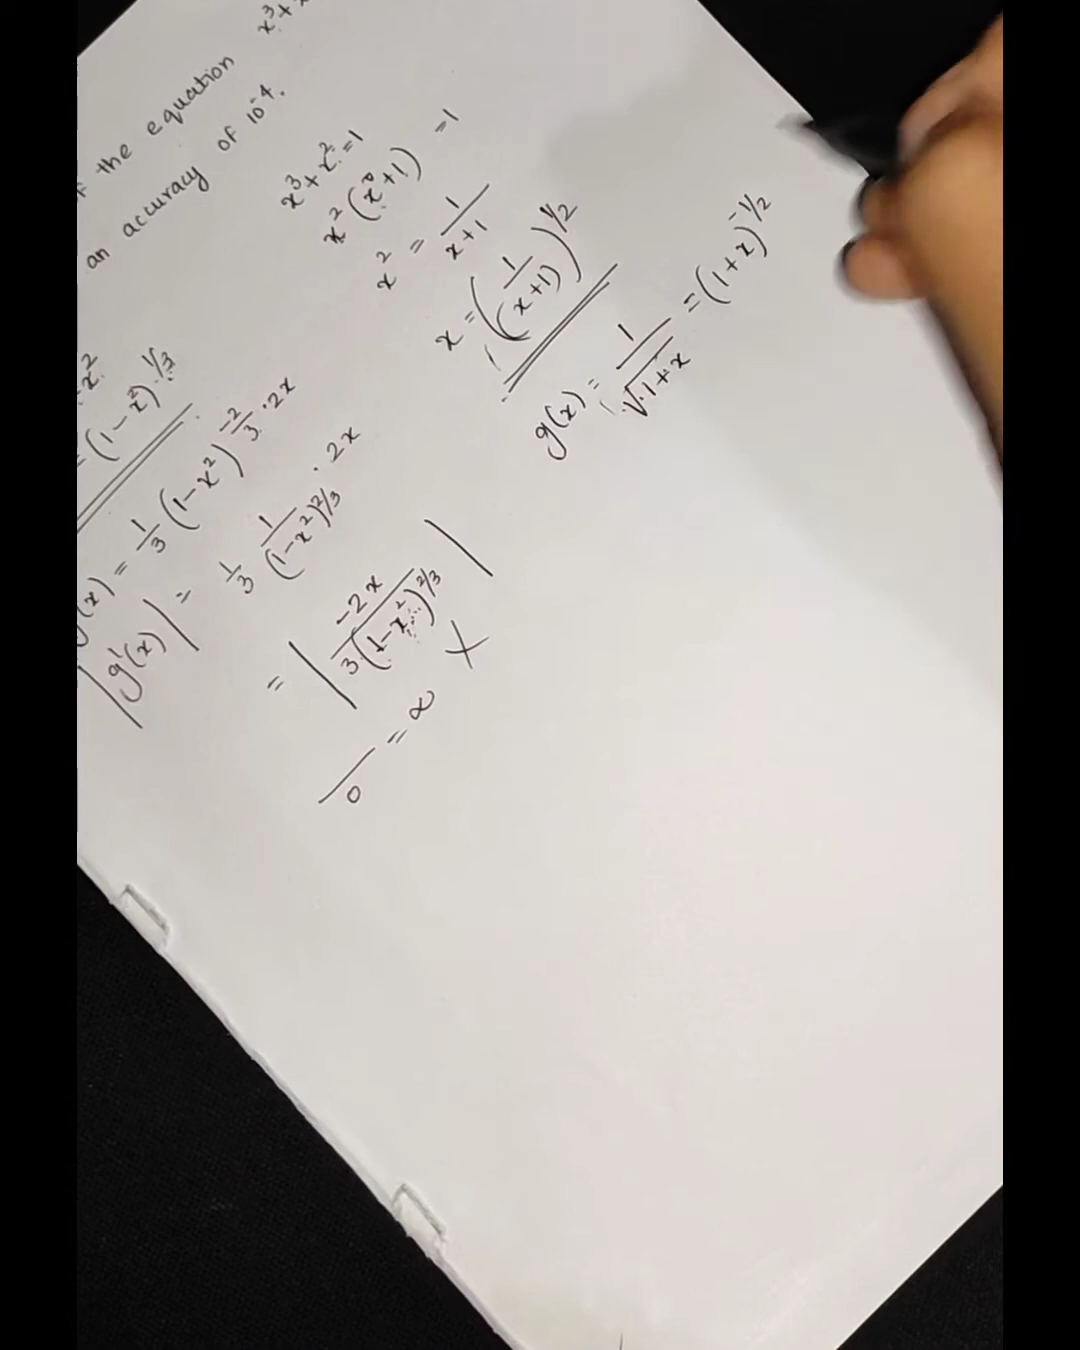 the equation x³+
an accuracy of 10⁻⁴.
x²
= (1-x²)^1/3
(x) = 1/3 (1-x²)^-2/3 · 2x
|g'(x)| = 1/3 1/(1-x²)^2/3 · 2x
= | -2x / 3(1-x²)^2/3 |
X
/0 = ∞
x³+x²=1
x²(x+1) =1
x² = 1/(x+1)
x = (1/(x+1))^1/2
g(x) = 1/√(1+x) = (1+x)^-1/2